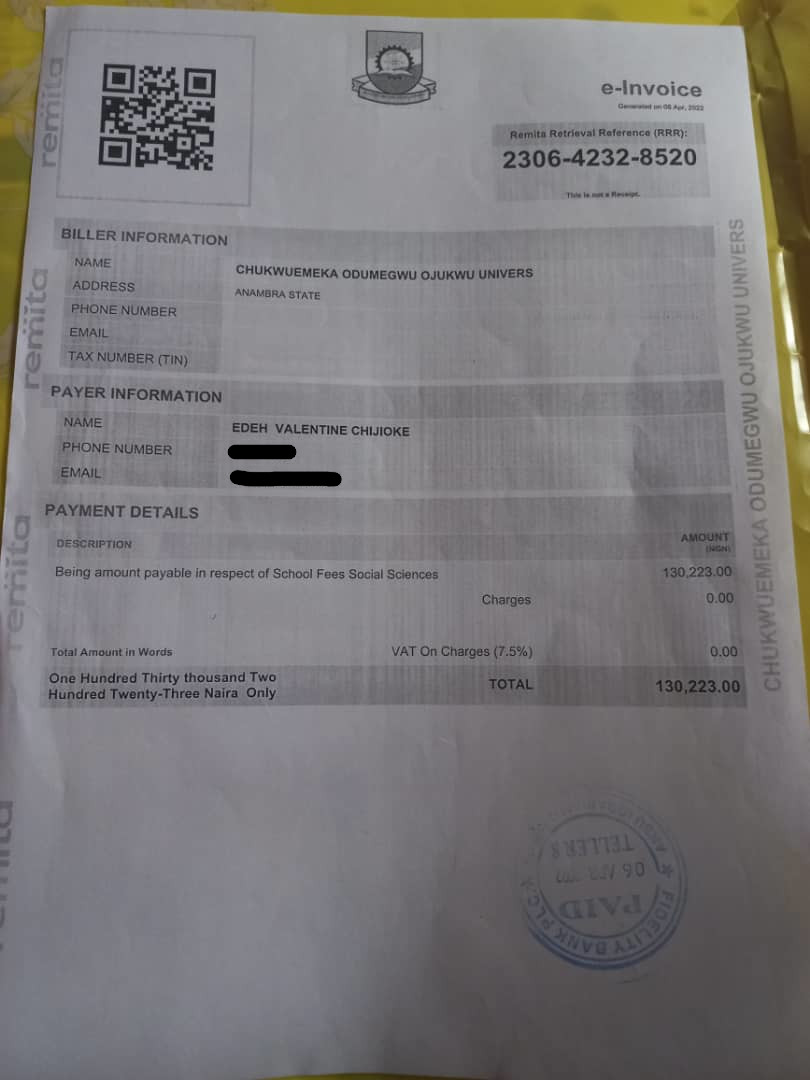 remita
e-Invoice
Generated on 06 Apr, 2022
Remita Retrieval Reference (RRR):
2306-4232-8520
This is not a Receipt.
BILLER INFORMATION
NAME CHUKWUEMEKA ODUMEGWU OJUKWU UNIVERS
ADDRESS ANAMBRA STATE
PHONE NUMBER
EMAIL
TAX NUMBER (TIN)
remita
PAYER INFORMATION
NAME EDEH VALENTINE CHIJIOKE
PHONE NUMBER
EMAIL
CHUKWUEMEKA ODUMEGWU OJUKWU UNIVERS
PAYMENT DETAILS
DESCRIPTION AMOUNT
(NGN)
Being amount payable in respect of School Fees Social Sciences 130,223.00
Charges 0.00
remita
Total Amount in Words VAT On Charges (7.5%) 0.00
One Hundred Thirty thousand Two
Hundred Twenty-Three Naira Only
TOTAL 130,223.00
remita
TELLER 8
06 APR 2022
PAID
FIDELITY BANK PLC